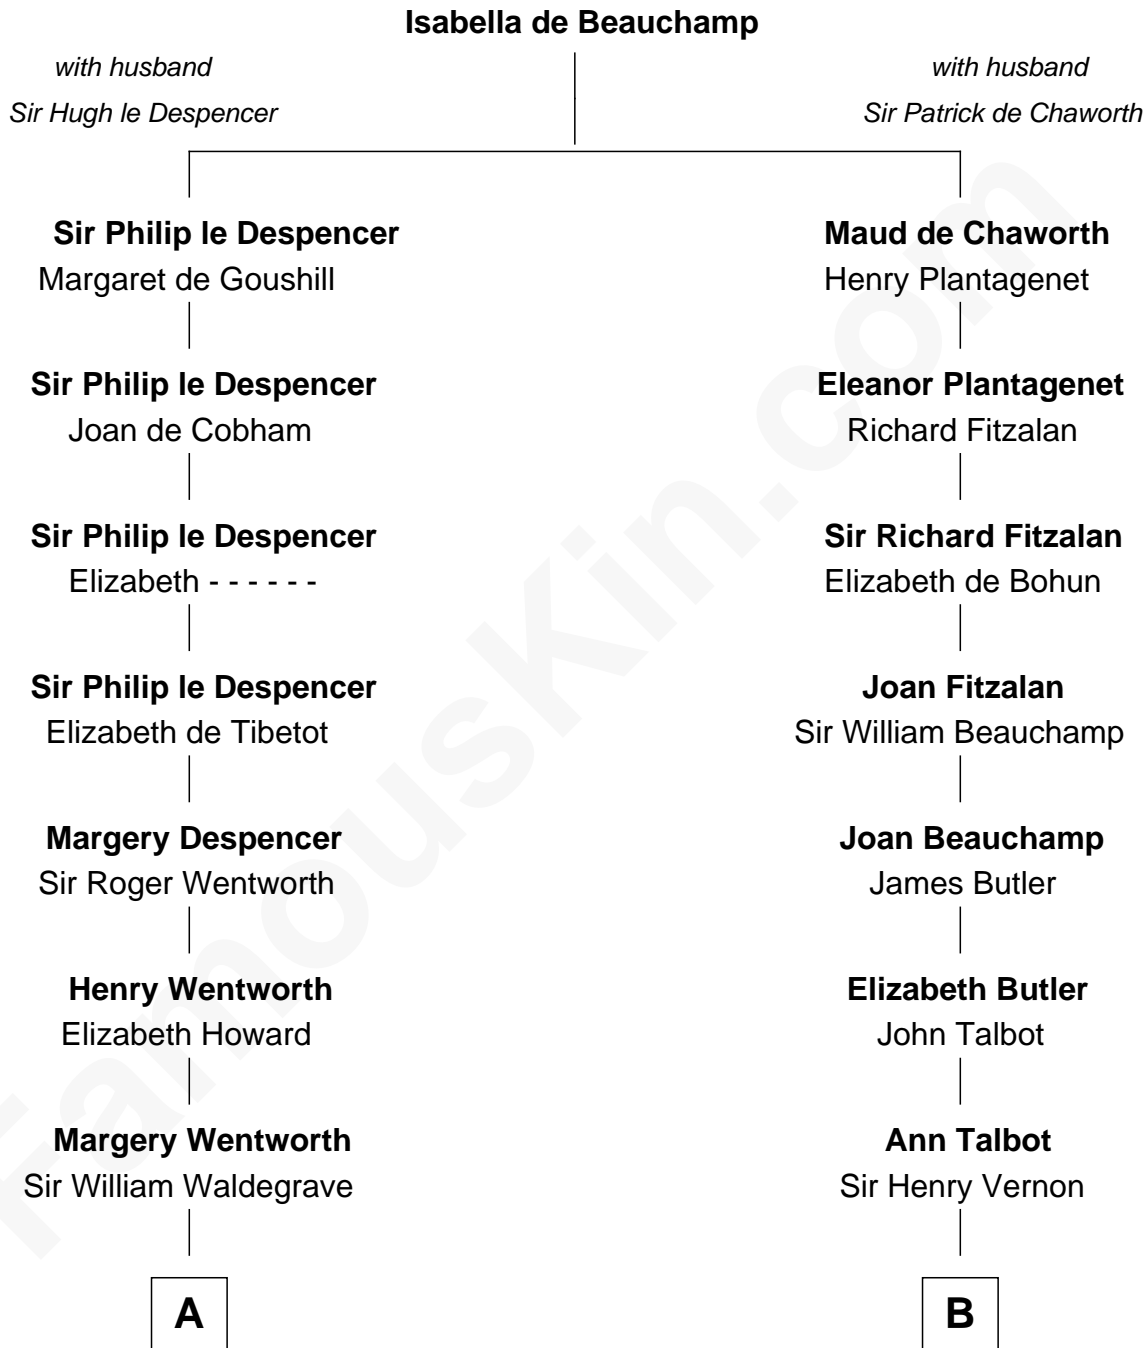 Isabella de Beauchamp
with husband
Sir Hugh le Despencer
with husband
Sir Patrick de Chaworth
Sir Philip le Despencer
Margaret de Goushill
Maud de Chaworth
Henry Plantagenet
Sir Philip le Despencer
Joan de Cobham
Eleanor Plantagenet
Richard Fitzalan
Sir Philip le Despencer
Elizabeth - - - - - -
Sir Richard Fitzalan
Elizabeth de Bohun
Sir Philip le Despencer
Elizabeth de Tibetot
Joan Fitzalan
Sir William Beauchamp
Margery Despencer
Sir Roger Wentworth
Joan Beauchamp
James Butler
Henry Wentworth
Elizabeth Howard
Elizabeth Butler
John Talbot
Margery Wentworth
Sir William Waldegrave
Ann Talbot
Sir Henry Vernon
A
B
FamousKin.com